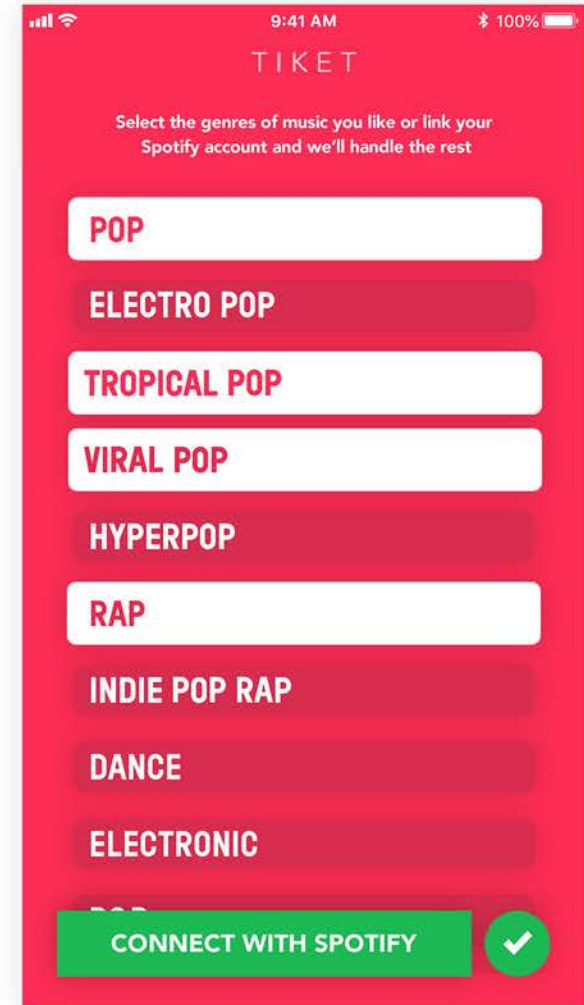 9:41 AM
100%
TIKET
Select the genres of music you like or link your
Spotify account and we'll handle the rest
POP
ELECTRO POP
TROPICAL POP
VIRAL POP
HYPERPOP
RAP
INDIE POP RAP
DANCE
ELECTRONIC
CONNECT WITH SPOTIFY